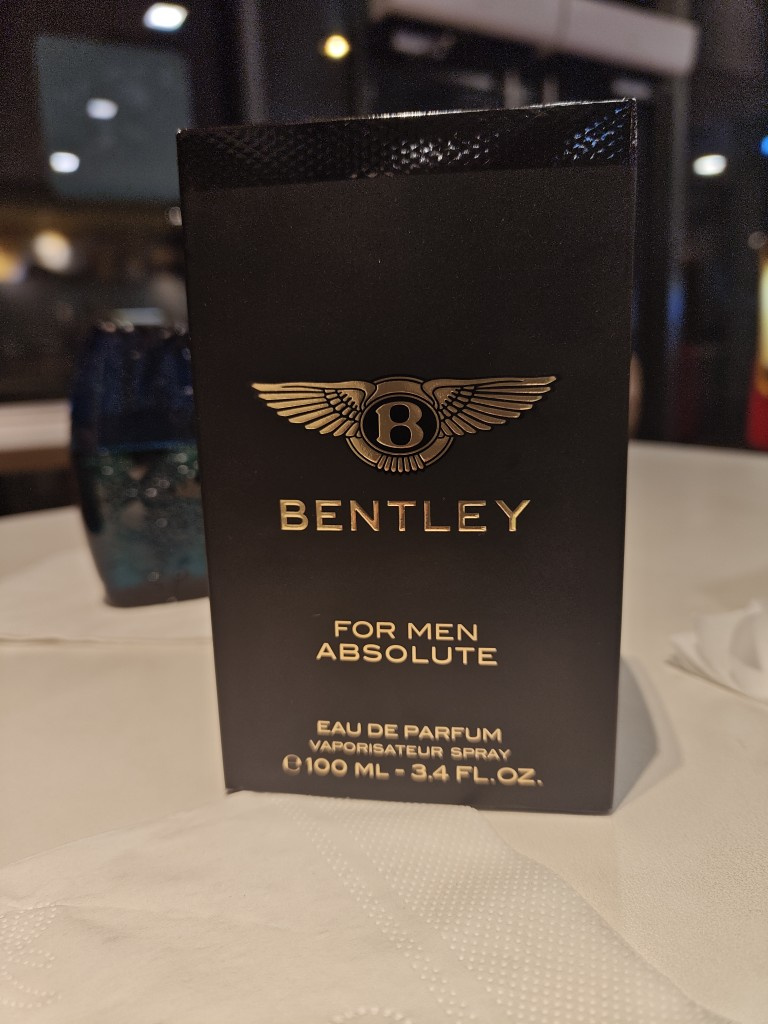 B
BENTLEY
FOR MEN
ABSOLUTE
EAU DE PARFUM
VAPORISATEUR SPRAY
℮100 ML - 3.4 FL.OZ.